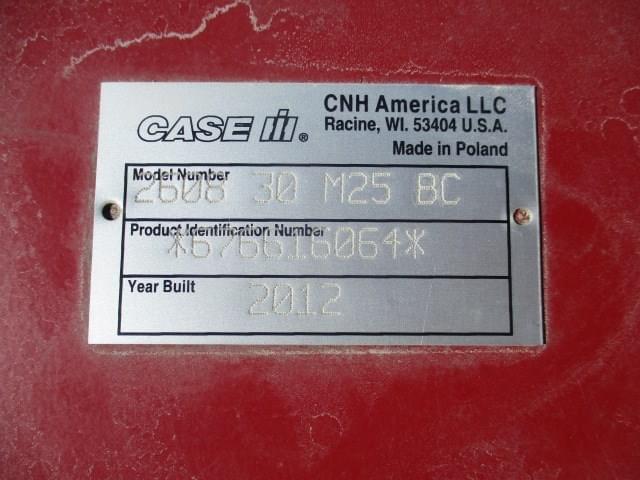 CASE IH®
CNH America LLC
Racine, WI. 53404 U.S.A.
Made in Poland
Model Number
2608 30 M25 BC
Product Identification Number
*676616064*
Year Built
2012